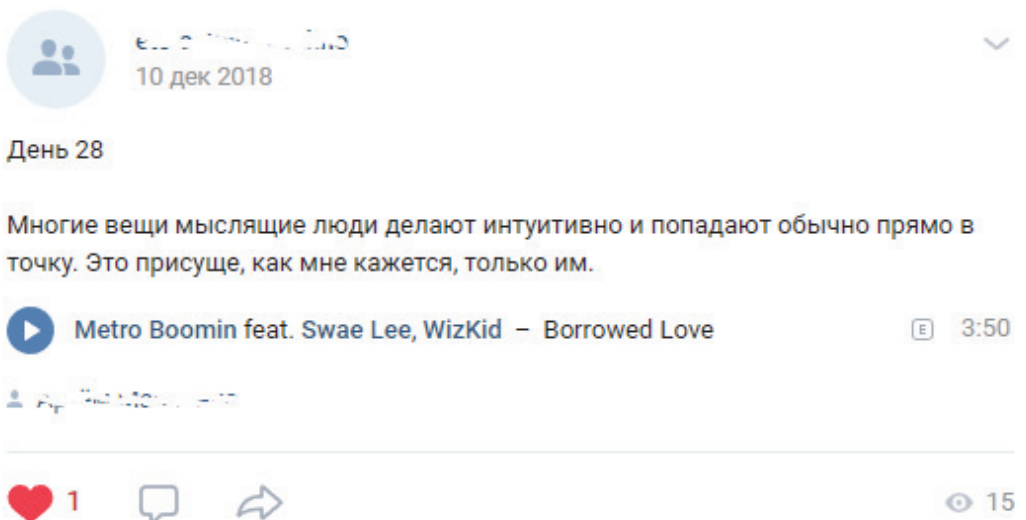 10 дек 2018
День 28
Многие вещи мыслящие люди делают интуитивно и попадают обычно прямо в
точку. Это присуще, как мне кажется, только им.
Metro Boomin feat. Swae Lee, WizKid – Borrowed Love E 3:50
1 15